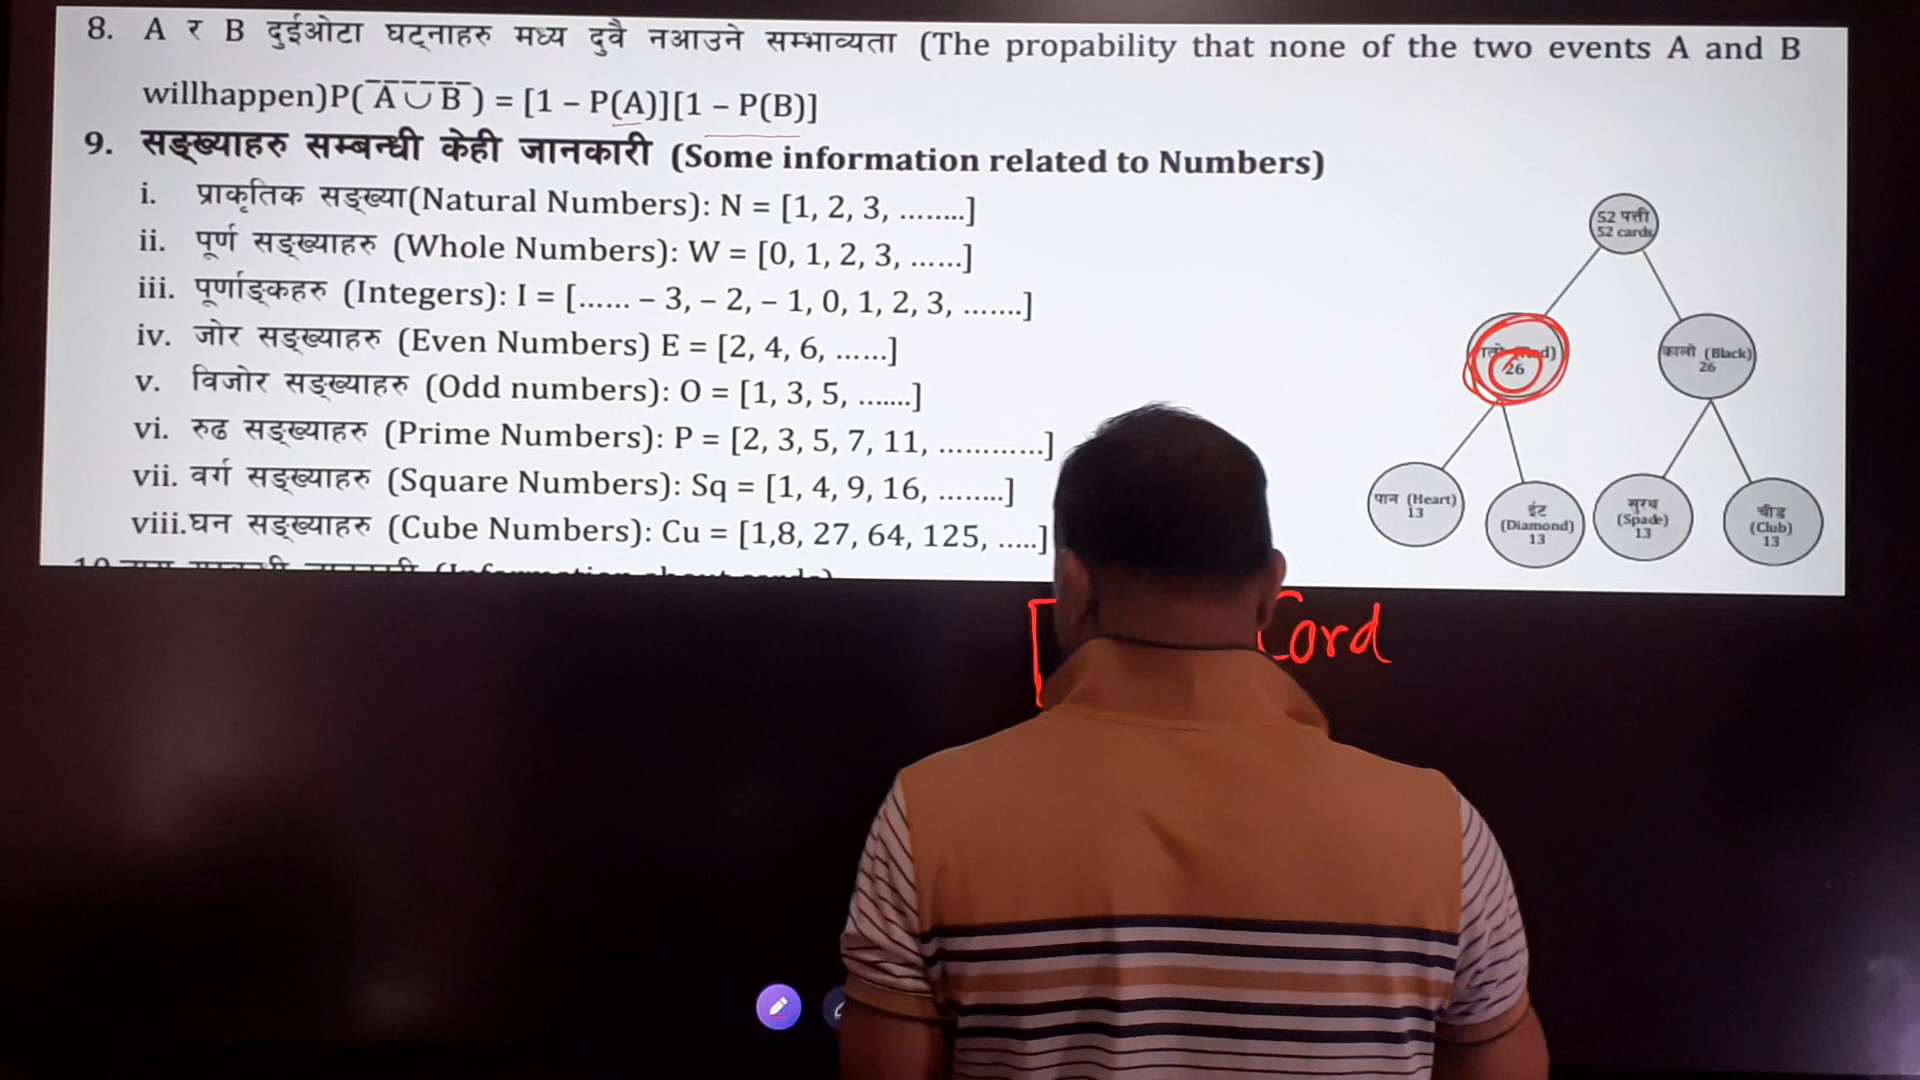 8. A र B दुईओटा घट्नाहरु मध्य दुवै नआउने सम्भाव्यता (The propability that none of the two events A and B
willhappen)P(A∪B) = [1 – P(A)][1 – P(B)]
9. सङ्ख्याहरु सम्बन्धी केही जानकारी (Some information related to Numbers)
i. प्राकृतिक सङ्ख्या(Natural Numbers): N = [1, 2, 3, ........]
ii. पूर्ण सङ्ख्याहरु (Whole Numbers): W = [0, 1, 2, 3, ......]
iii. पूर्णाङ्कहरु (Integers): I = [...... – 3, – 2, – 1, 0, 1, 2, 3, .......]
iv. जोर सङ्ख्याहरु (Even Numbers) E = [2, 4, 6, ......]
v. विजोर सङ्ख्याहरु (Odd numbers): O = [1, 3, 5, .......]
vi. रुढ सङ्ख्याहरु (Prime Numbers): P = [2, 3, 5, 7, 11, ............]
vii. वर्ग सङ्ख्याहरु (Square Numbers): Sq = [1, 4, 9, 16, ........]
viii.घन सङ्ख्याहरु (Cube Numbers): Cu = [1,8, 27, 64, 125, .....]
52 पत्ती
52 cards
26
कालो (Black)
26
पान (Heart)
13
ईंट
(Diamond)
13
सुरथ
(Spade)
13
चीड
(Club)
13
Cord